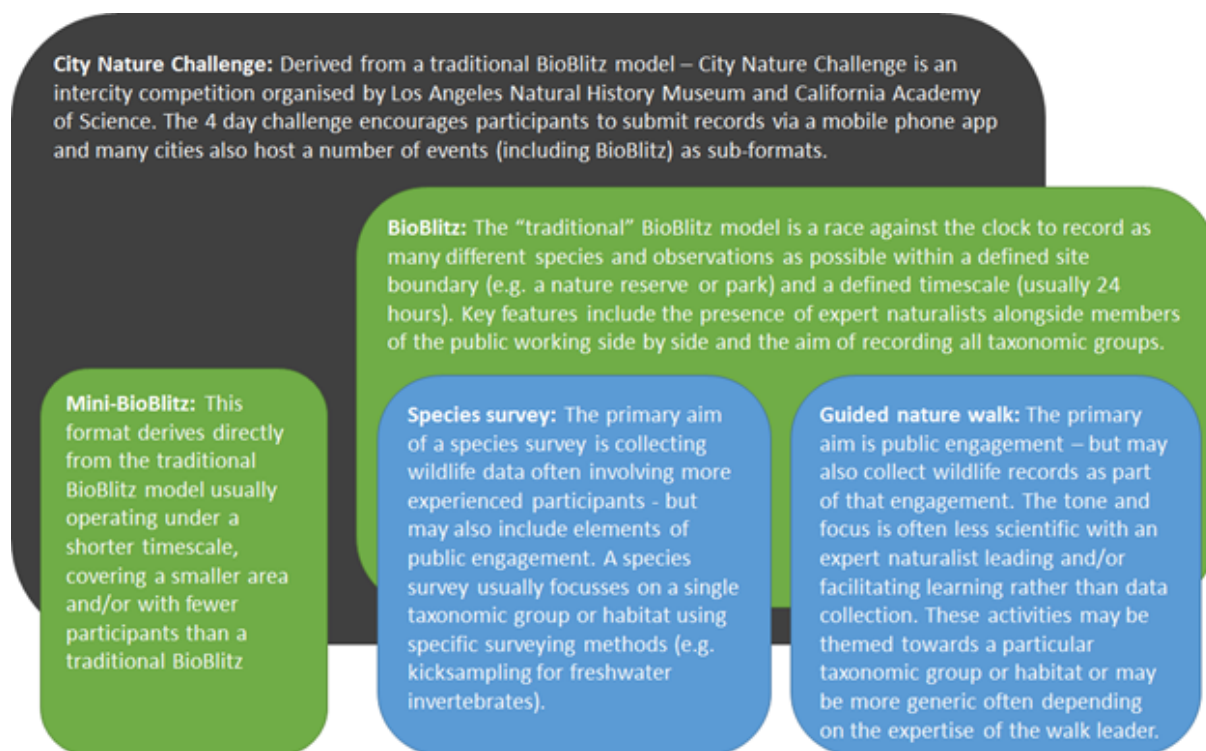 City Nature Challenge: Derived from a traditional BioBlitz model – City Nature Challenge is an
intercity competition organised by Los Angeles Natural History Museum and California Academy
of Science. The 4 day challenge encourages participants to submit records via a mobile phone app
and many cities also host a number of events (including BioBlitz) as sub-formats.
BioBlitz: The “traditional” BioBlitz model is a race against the clock to record as
many different species and observations as possible within a defined site
boundary (e.g. a nature reserve or park) and a defined timescale (usually 24
hours). Key features include the presence of expert naturalists alongside members
of the public working side by side and the aim of recording all taxonomic groups.
Mini-BioBlitz: This
format derives directly
from the traditional
BioBlitz model usually
operating under a
shorter timescale,
covering a smaller area
and/or with fewer
participants than a
traditional BioBlitz
Species survey: The primary aim
of a species survey is collecting
wildlife data often involving more
experienced participants - but
may also include elements of
public engagement. A species
survey usually focusses on a single
taxonomic group or habitat using
specific surveying methods (e.g.
kicksampling for freshwater
invertebrates).
Guided nature walk: The primary
aim is public engagement – but may
also collect wildlife records as part
of that engagement. The tone and
focus is often less scientific with an
expert naturalist leading and/or
facilitating learning rather than data
collection. These activities may be
themed towards a particular
taxonomic group or habitat or may
be more generic often depending
on the expertise of the walk leader.